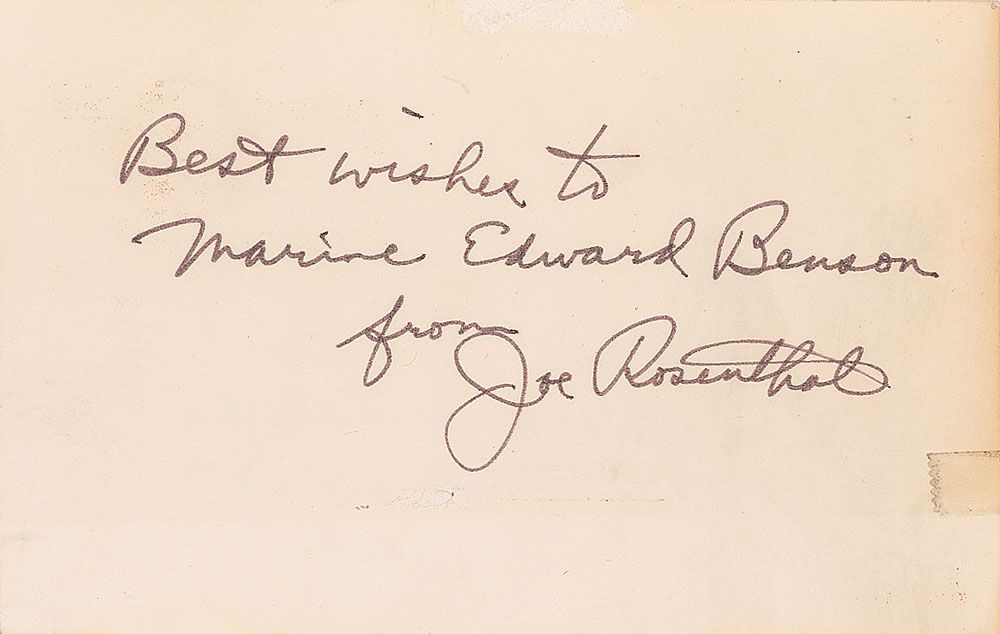 Best wishes to
Marine Edward Benson
from
Joe Rosenthal